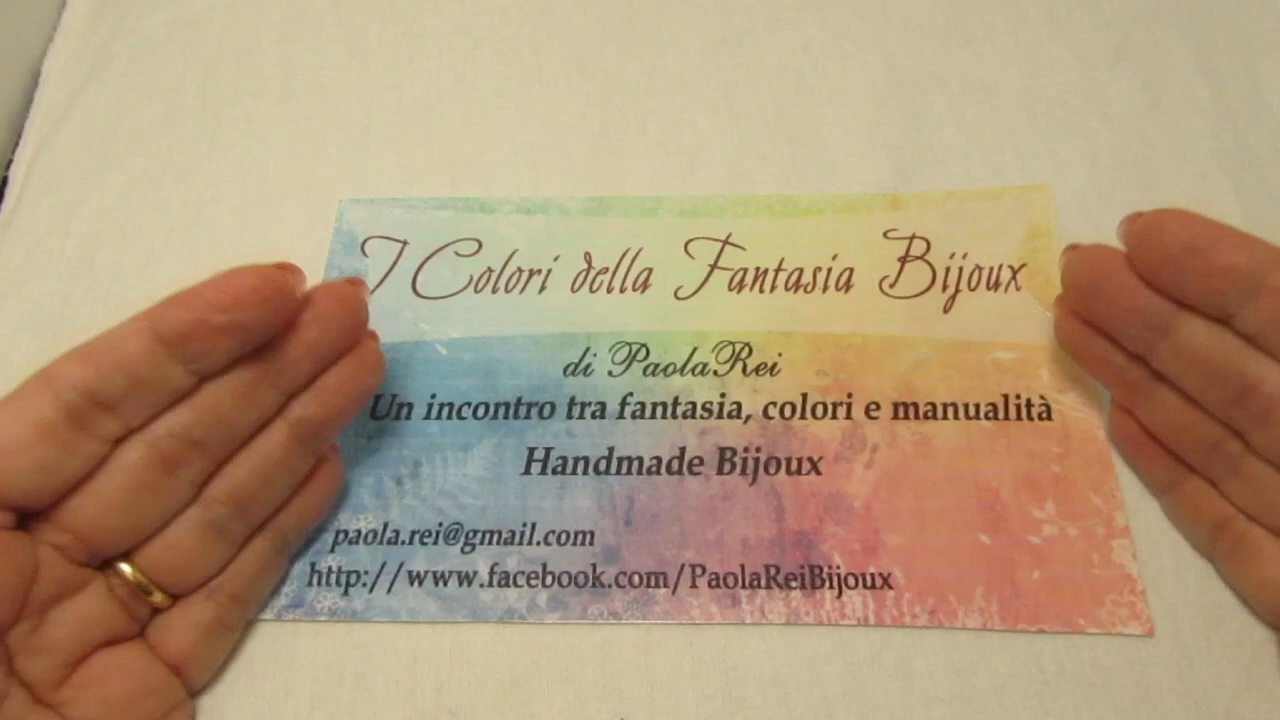 I Colori della Fantasia Bijoux
di PaolaRei
Un incontro tra fantasia, colori e manualità
Handmade Bijoux
paola.rei@gmail.com
http://www.facebook.com/PaolaReiBijoux